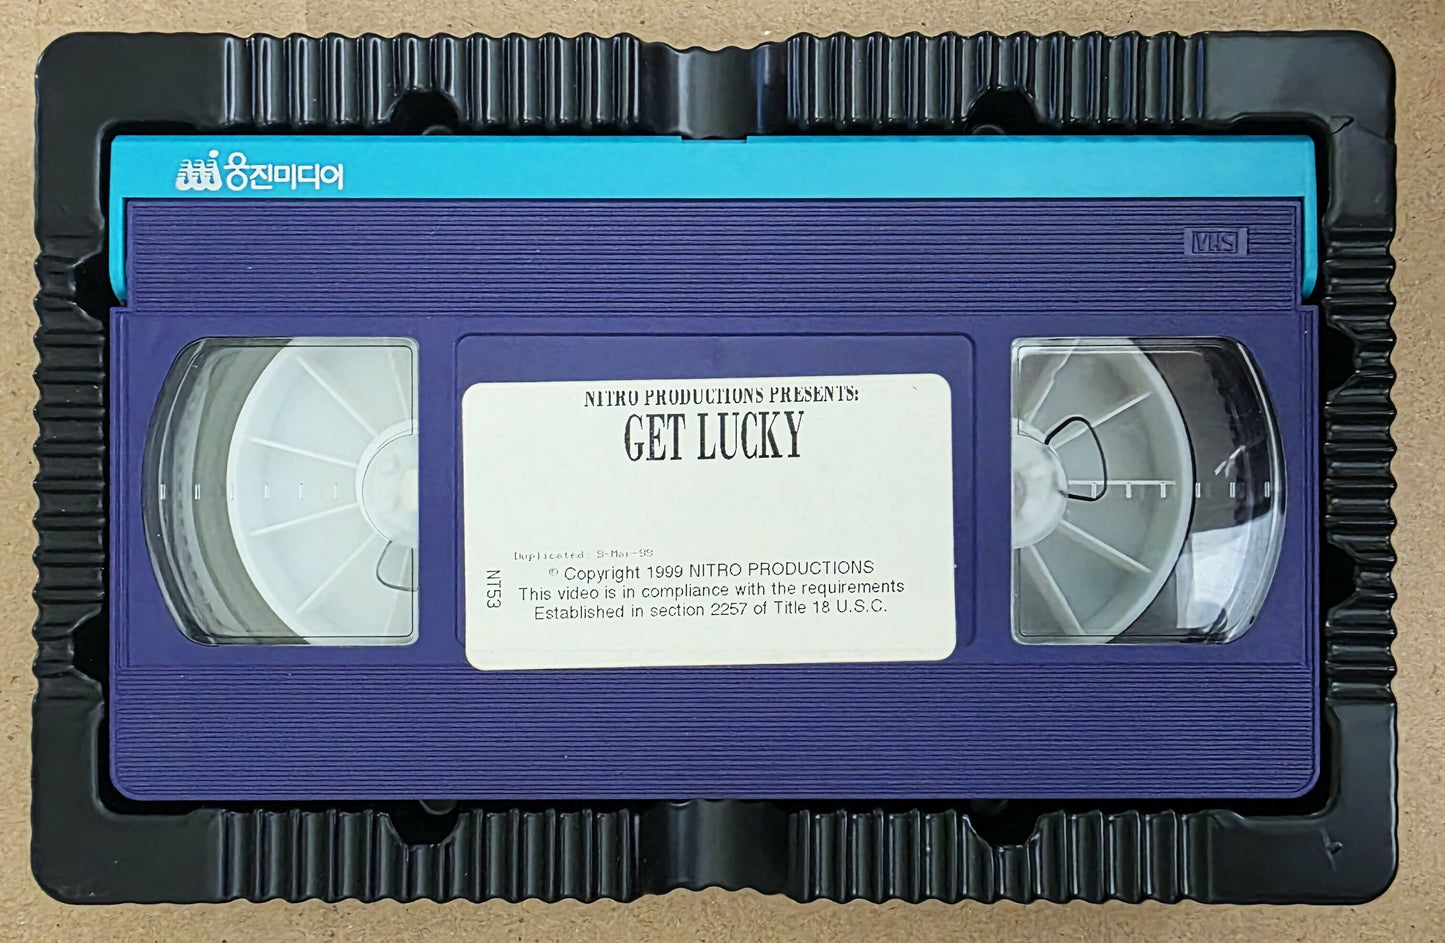 웅진미디어
VHS
NITRO PRODUCTIONS PRESENTS:
GET LUCKY
Duplicated: 9-Mar-99
NT53
© Copyright 1999 NITRO PRODUCTIONS
This video is in compliance with the requirements
Established in section 2257 of Title 18 U.S.C.